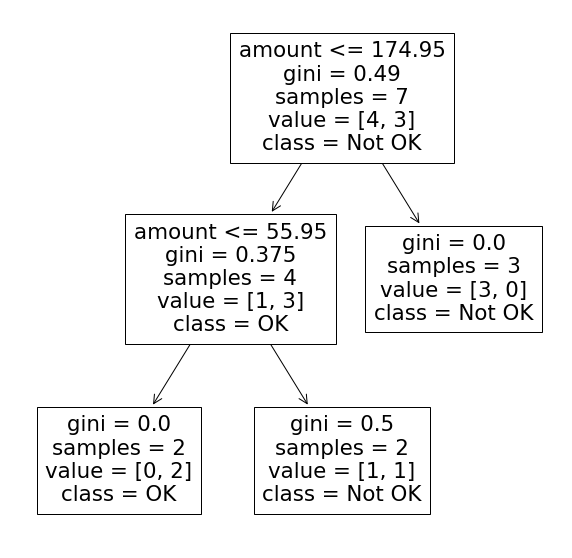 amount <= 174.95
gini = 0.49
samples = 7
value = [4, 3]
class = Not OK
amount <= 55.95
gini = 0.375
samples = 4
value = [1, 3]
class = OK
gini = 0.0
samples = 3
value = [3, 0]
class = Not OK
gini = 0.0
samples = 2
value = [0, 2]
class = OK
gini = 0.5
samples = 2
value = [1, 1]
class = Not OK